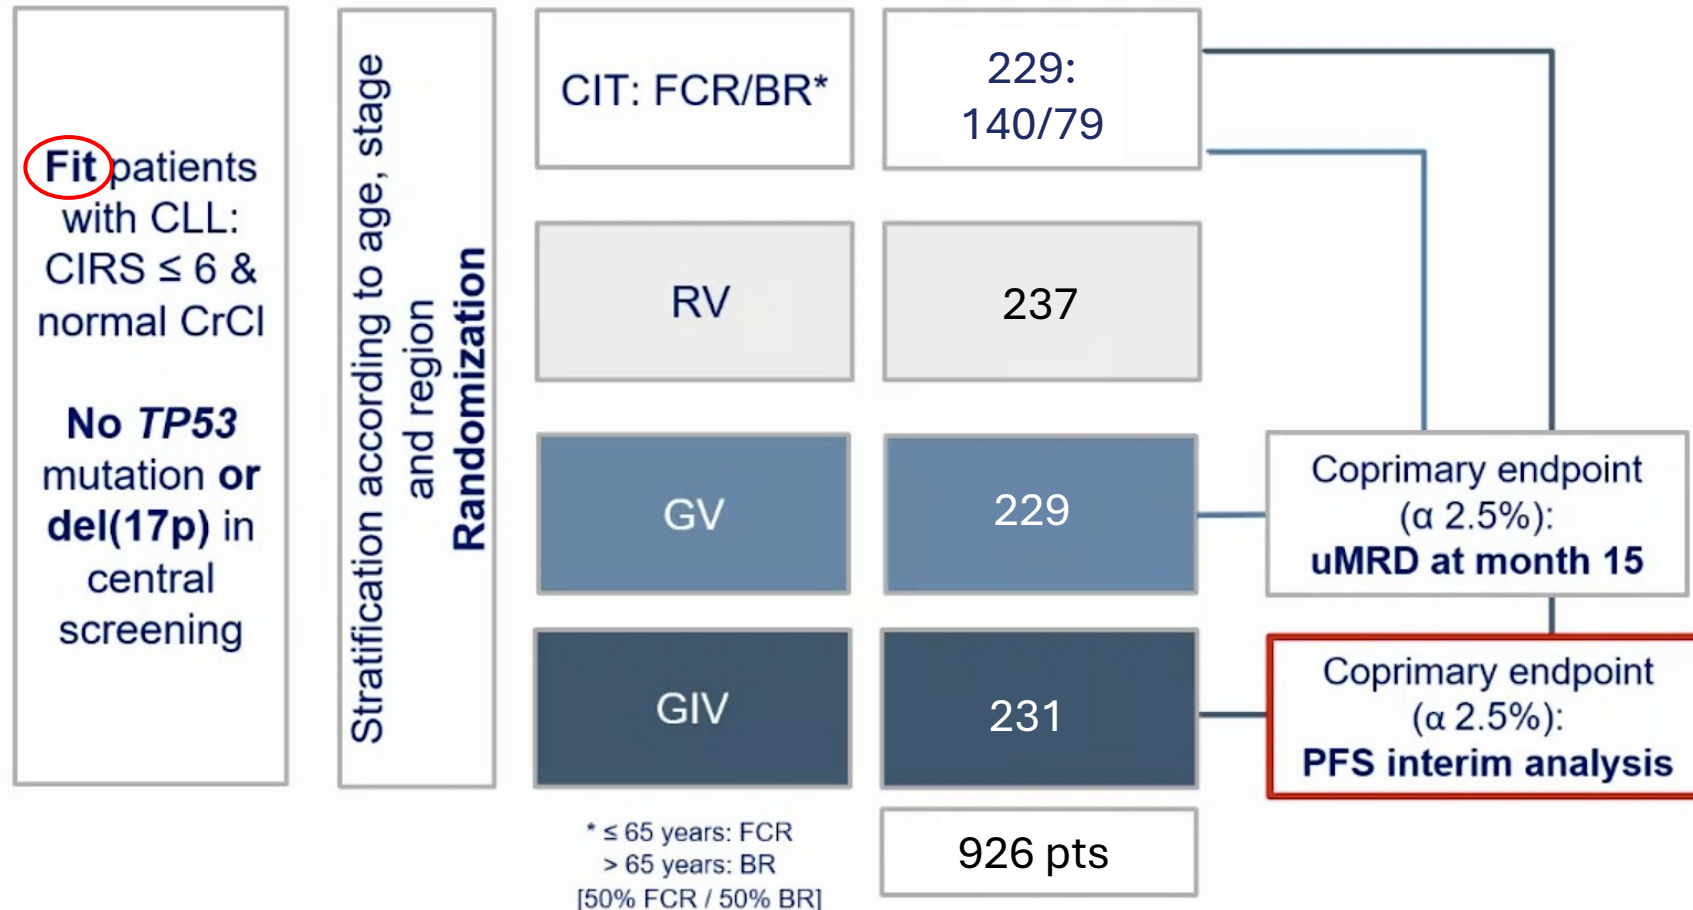 Fit patients
with CLL:
CIRS ≤ 6 &
normal CrCl
No TP53
mutation or
del(17p) in
central
screening
Stratification according to age, stage
and region
Randomization
CIT: FCR/BR*
229:
140/79
RV
237
GV
229
GIV
231
Coprimary endpoint
(α 2.5%):
uMRD at month 15
Coprimary endpoint
(α 2.5%):
PFS interim analysis
* ≤ 65 years: FCR
> 65 years: BR
[50% FCR / 50% BR]
926 pts